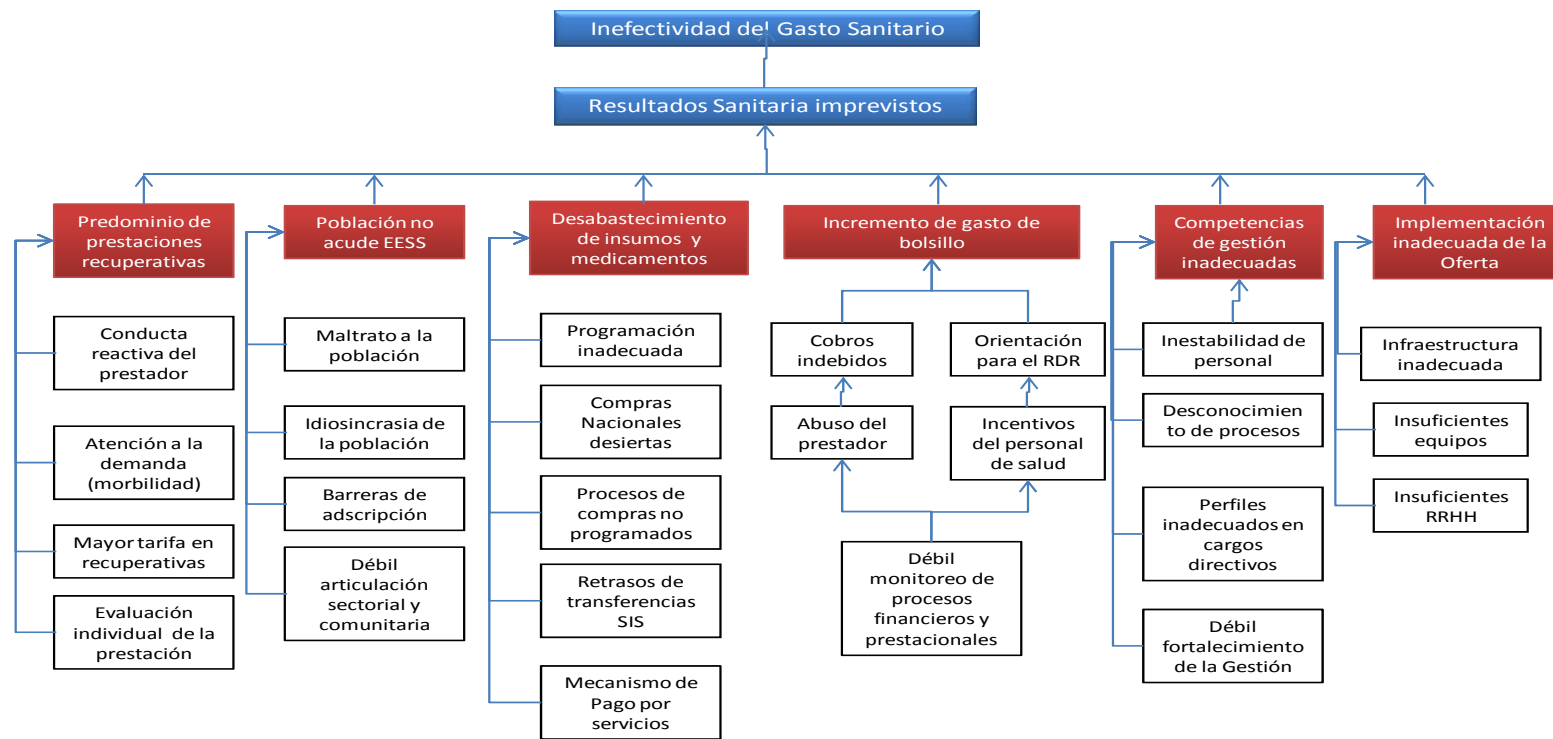 Inefectividad del Gasto Sanitario
Resultados Sanitaria imprevistos
Predominio de
prestaciones
recuperativas
Conducta
reactiva del
prestador
Atención a la
demanda
(morbilidad)
Mayor tarifa en
recuperativas
Evaluación
individual de la
prestación
Población no
acude EESS
Maltrato a la
población
Idiosincrasia de
la población
Barreras de
adscripción
Débil
articulación
sectorial y
comunitaria
Desabastecimiento
de insumos y
medicamentos
Programación
inadecuada
Compras
Nacionales
desiertas
Procesos de
compras no
programados
Retrasos de
transferencias
SIS
Mecanismo de
Pago por
servicios
Incremento de gasto de
bolsillo
Cobros
indebidos
Orientación
para el RDR
Abuso del
prestador
Incentivos
del personal
de salud
Débil
monitoreo de
procesos
financieros y
prestacionales
Competencias
de gestión
inadecuadas
Inestabilidad de
personal
Desconocimien
to de procesos
Perfiles
inadecuados en
cargos
directivos
Débil
fortalecimiento
de la Gestión
Implementación
inadecuada de la
Oferta
Infraestructura
inadecuada
Insuficientes
equipos
Insuficientes
RRHH